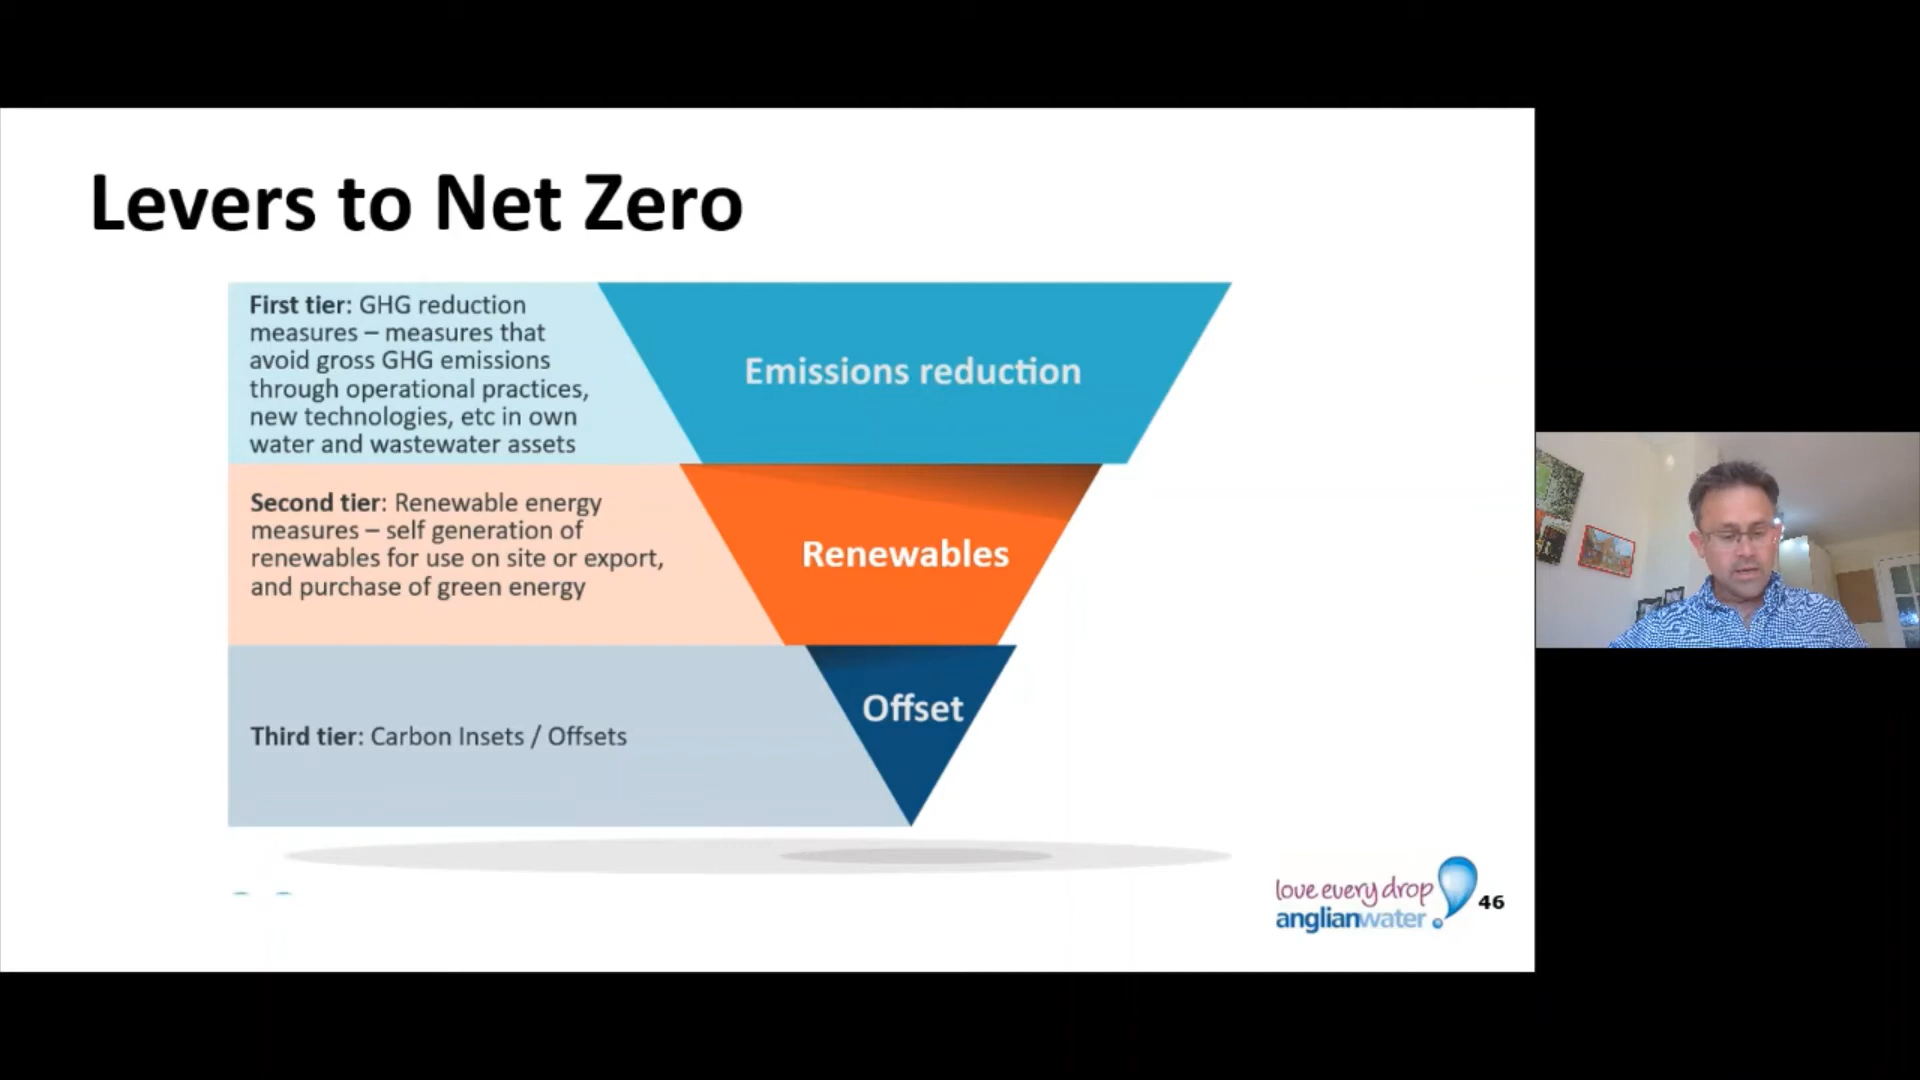 Levers to Net Zero
First tier: GHG reduction
measures – measures that
avoid gross GHG emissions
through operational practices,
new technologies, etc in own
water and wastewater assets
Emissions reduction
Second tier: Renewable energy
measures – self generation of
renewables for use on site or export,
and purchase of green energy
Renewables
Third tier: Carbon Insets / Offsets
Offset
love every drop
anglianwater
46